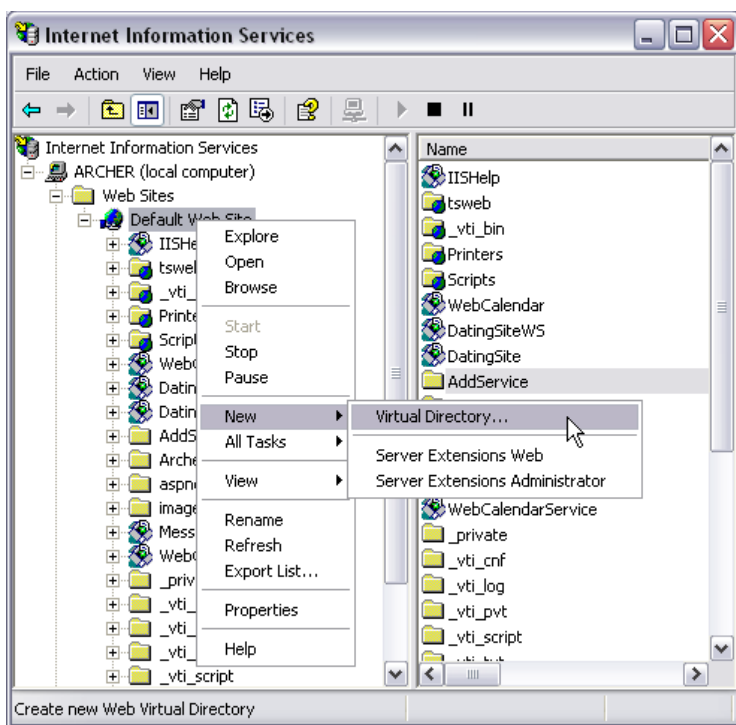 Internet Information Services
File Action View Help
Internet Information Services
ARCHER (local computer)
Web Sites
Default Web Site
IISHe
tswe
_vti_
Printe
Scrip
Web
Datin
Datin
AddS
Arche
aspn
image
Mess
Web
_priv
_vti_
_vti_
_vti_
_vti_script
Explore
Open
Browse
Start
Stop
Pause
New
All Tasks
View
Rename
Refresh
Export List...
Properties
Help
Virtual Directory...
Server Extensions Web
Server Extensions Administrator
Name
IISHelp
tsweb
_vti_bin
Printers
Scripts
WebCalendar
DatingSiteWS
DatingSite
AddService
WebCalendarService
_private
_vti_cnf
_vti_log
_vti_pvt
_vti_script
Create new Web Virtual Directory